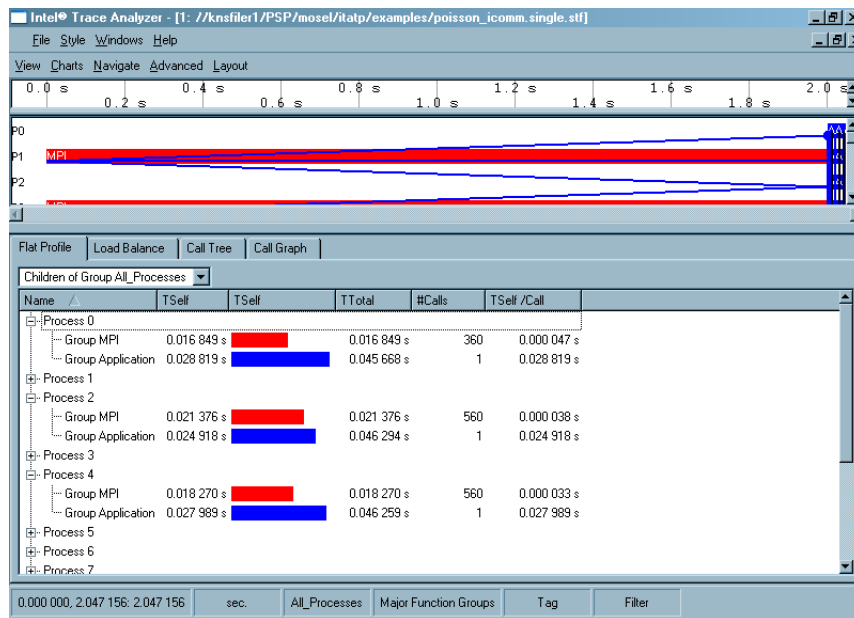 Intel® Trace Analyzer - [1: //knsfiler1/PSP/mosel/itatp/examples/poisson_icomm.single.stf]
File Style Windows Help
View Charts Navigate Advanced Layout
0.0 s 0.4 s 0.8 s 1.2 s 1.6 s 2.0 s
0.2 s 0.6 s 1.0 s 1.4 s 1.8 s
P0
P1 MPI
P2
MPI
Flat Profile Load Balance Call Tree Call Graph
Children of Group All_Processes
Name TSelf TSelf TTotal #Calls TSelf /Call
Process 0
Group MPI 0.016 849 s 0.016 849 s 360 0.000 047 s
Group Application 0.028 819 s 0.045 668 s 1 0.028 819 s
Process 1
Process 2
Group MPI 0.021 376 s 0.021 376 s 560 0.000 038 s
Group Application 0.024 918 s 0.046 294 s 1 0.024 918 s
Process 3
Process 4
Group MPI 0.018 270 s 0.018 270 s 560 0.000 033 s
Group Application 0.027 989 s 0.046 259 s 1 0.027 989 s
Process 5
Process 6
Process 7
0.000 000, 2.047 156: 2.047 156 sec. All_Processes Major Function Groups Tag Filter